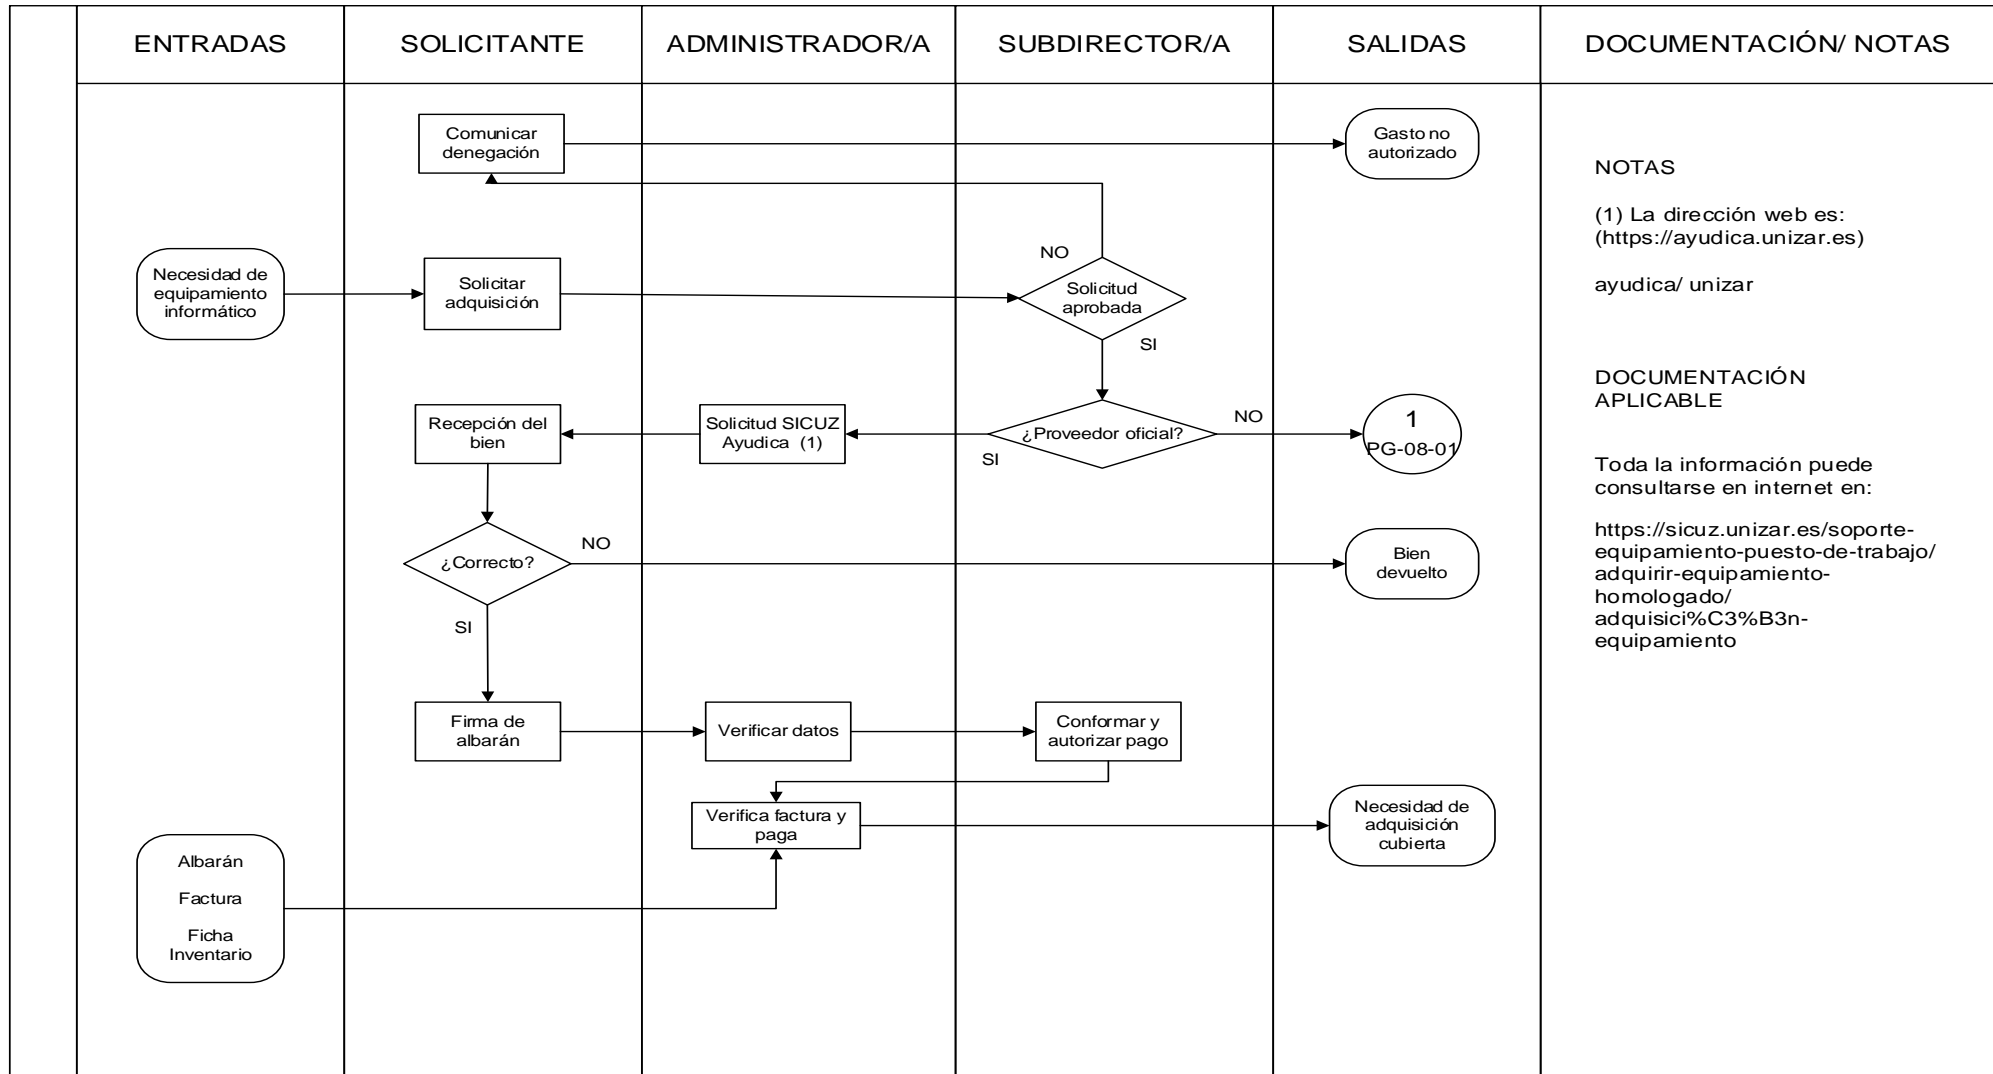 ENTRADAS
SOLICITANTE
ADMINISTRADOR/A
SUBDIRECTOR/A
SALIDAS
DOCUMENTACIÓN/ NOTAS
Comunicar
denegación
Gasto no
autorizado
NO
Necesidad de
equipamiento
informático
Solicitar
adquisición
Solicitud
aprobada
SI
Recepción del
bien
Solicitud SICUZ
Ayudica (1)
¿Proveedor oficial?
SI
NO
1
PG-08-01
¿Correcto?
NO
SI
Bien
devuelto
Firma de
albarán
Verificar datos
Conformar y
autorizar pago
Verifica factura y
paga
Necesidad de
adquisición
cubierta
Albarán
Factura
Ficha
Inventario
NOTAS
(1) La dirección web es:
(https://ayudica.unizar.es)
ayudica/ unizar
DOCUMENTACIÓN
APLICABLE
Toda la información puede
consultarse en internet en:
https://sicuz.unizar.es/soporte-
equipamiento-puesto-de-trabajo/
adquirir-equipamiento-
homologado/
adquisici%C3%B3n-
equipamiento